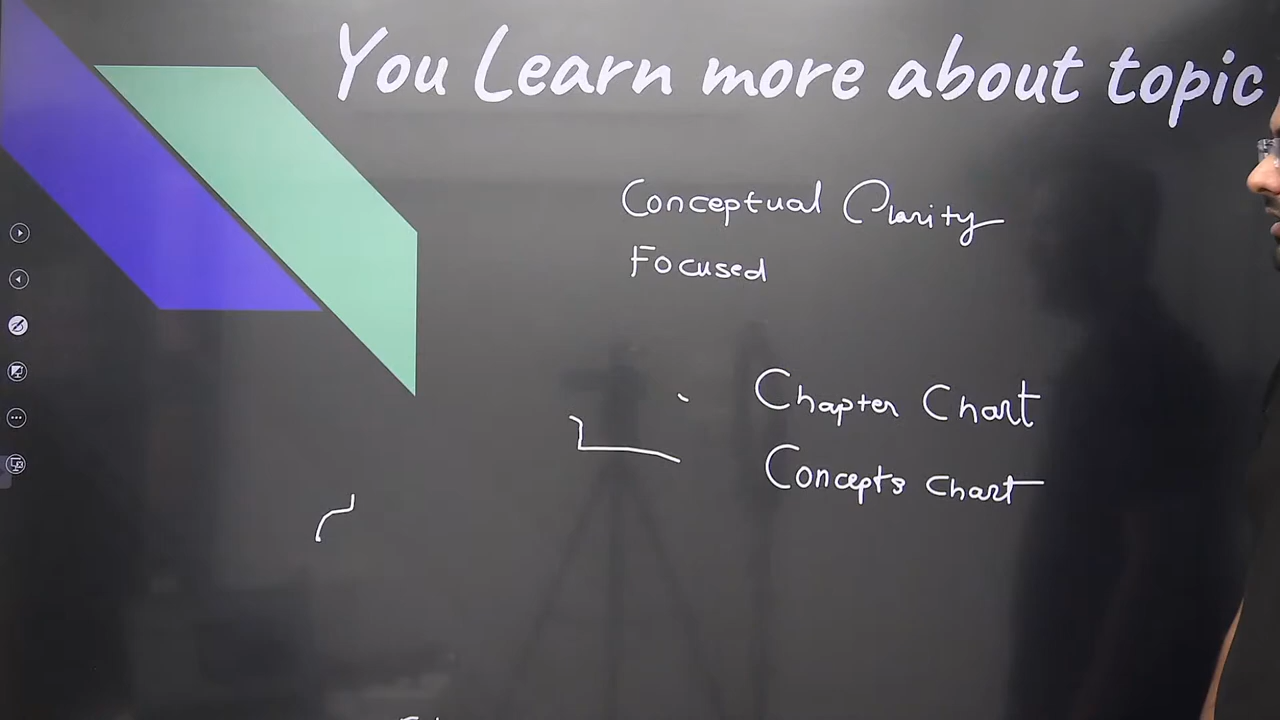 You Learn more about topic
Conceptual Clarity
Focused
Chapter Chart
Concepts Chart